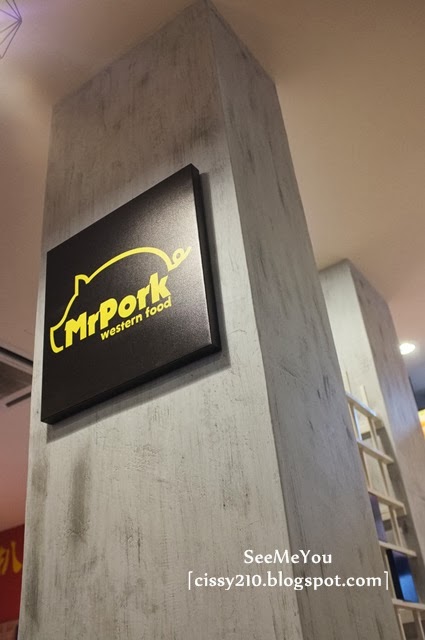 MrPork
western food
SeeMeYou
[cissy210.blogspot.com]